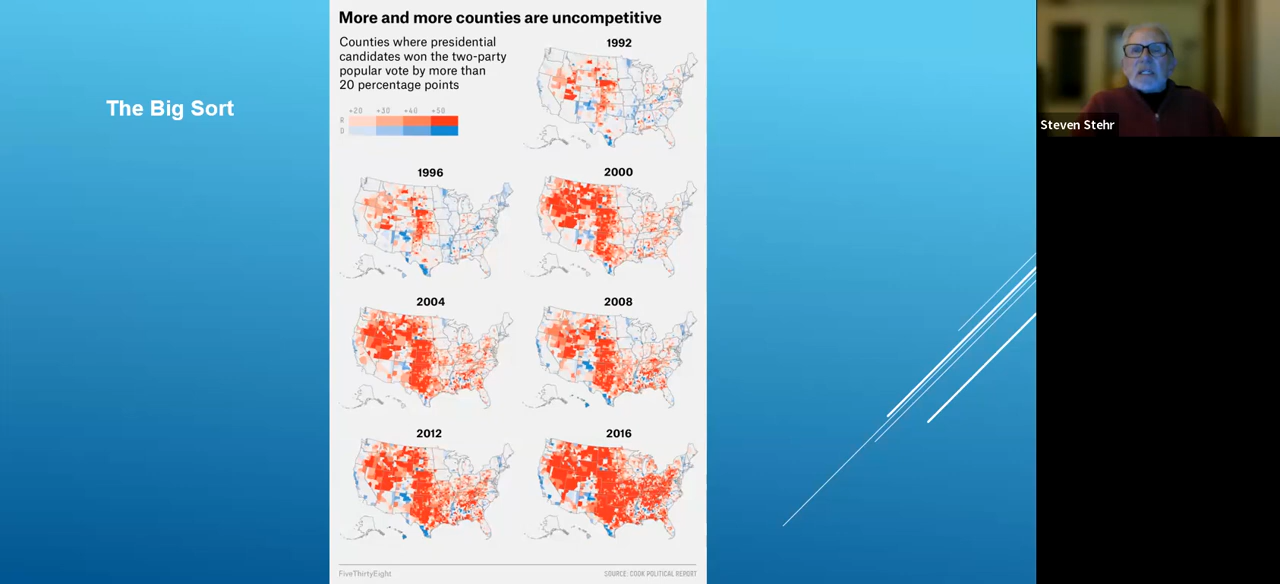 The Big Sort
More and more counties are uncompetitive
Counties where presidential
candidates won the two-party
popular vote by more than
20 percentage points
+20 +30 +40 +50
R
D
1992
1996
2000
2004
2008
2012
2016
FiveThirtyEight
SOURCE: COOK POLITICAL REPORT
Steven Stehr